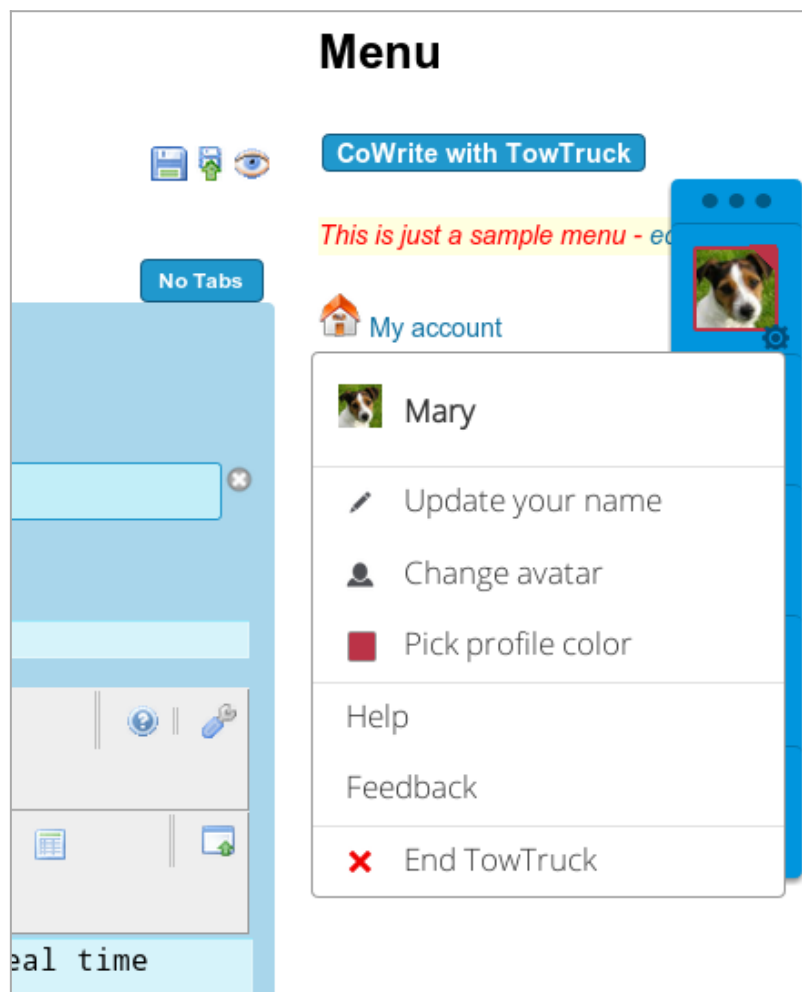 Menu
CoWrite with TowTruck
This is just a sample menu -
No Tabs
My account
Mary
Update your name
Change avatar
Pick profile color
Help
Feedback
End TowTruck
eal time